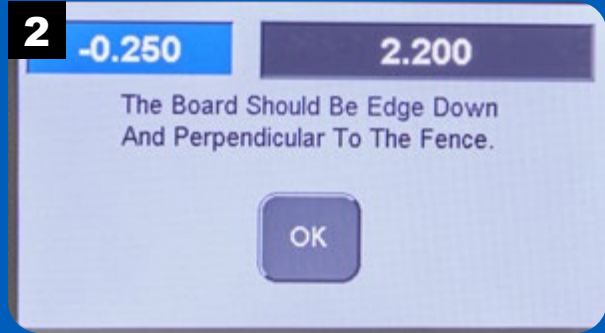 2
-0.250 2.200
The Board Should Be Edge Down
And Perpendicular To The Fence.
OK